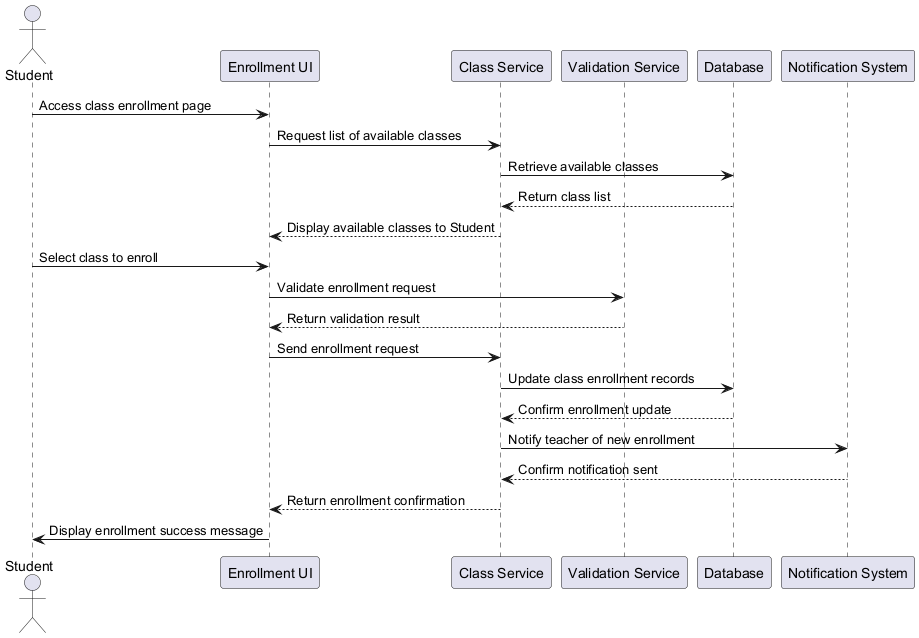 Student
Enrollment UI
Class Service
Validation Service
Database
Notification System
Access class enrollment page
Request list of available classes
Retrieve available classes
Return class list
Display available classes to Student
Select class to enroll
Validate enrollment request
Return validation result
Send enrollment request
Update class enrollment records
Confirm enrollment update
Notify teacher of new enrollment
Confirm notification sent
Return enrollment confirmation
Display enrollment success message
Student
Enrollment UI
Class Service
Validation Service
Database
Notification System